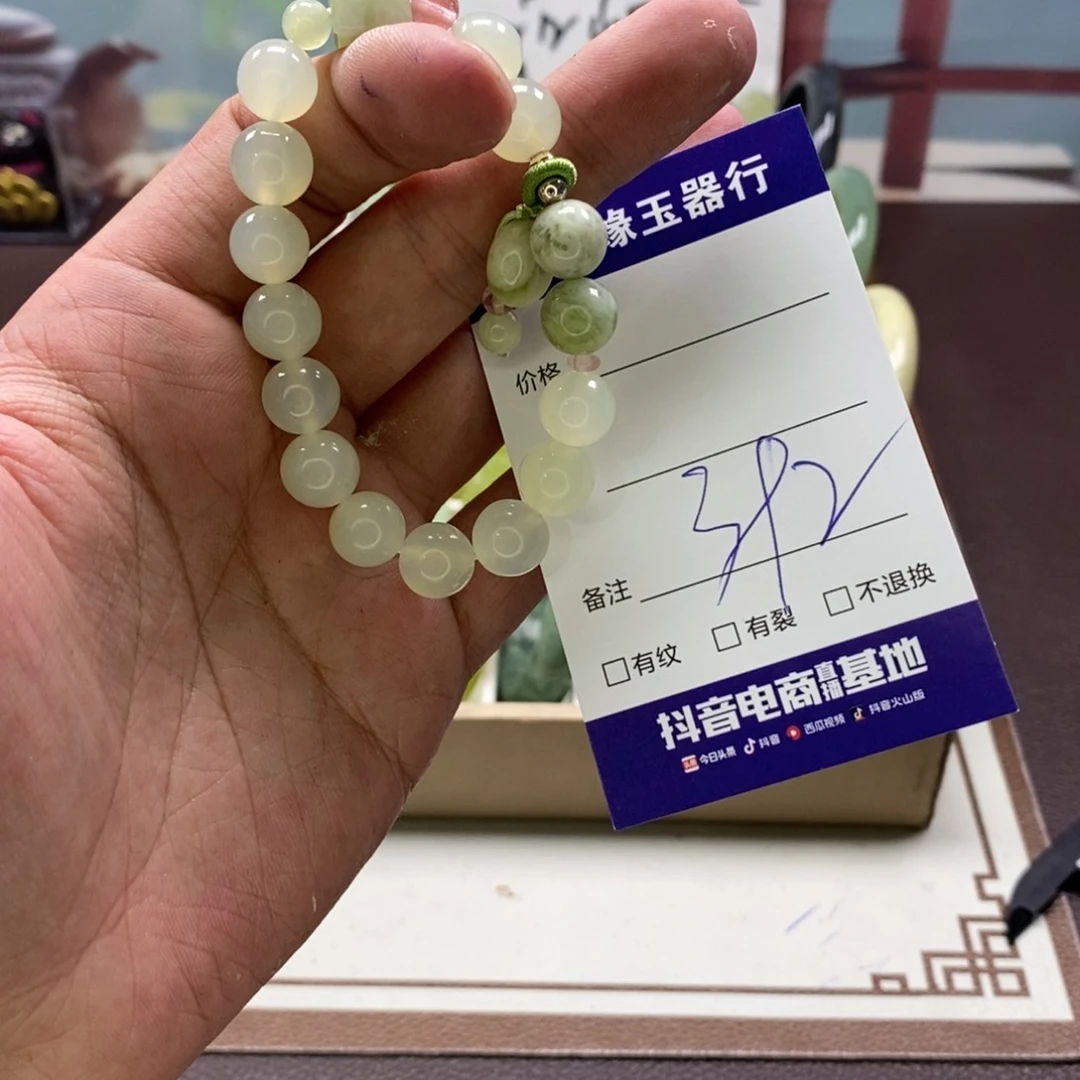 缘玉器行
价格
392
备注
□有纹 □有裂 □不退换
抖音电商直播基地
今日头条 抖音 西瓜视频 抖音火山版